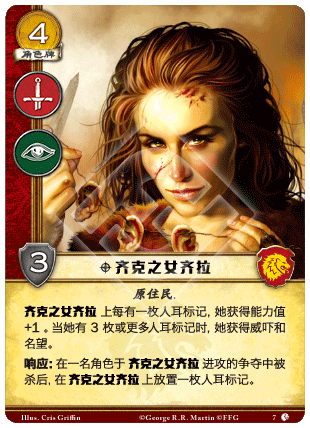 4
角色牌
3
齐克之女齐拉
原住民.
齐克之女齐拉 上每有一枚人耳标记, 她获得能力值
+1 。当她有 3 枚或更多人耳标记时, 她获得威吓和
名望。
响应: 在一名角色于 齐克之女齐拉 进攻的争夺中被
杀后, 在 齐克之女齐拉 上放置一枚人耳标记。
Illus. Cris Griffin ©George R.R. Martin ©FFG 7